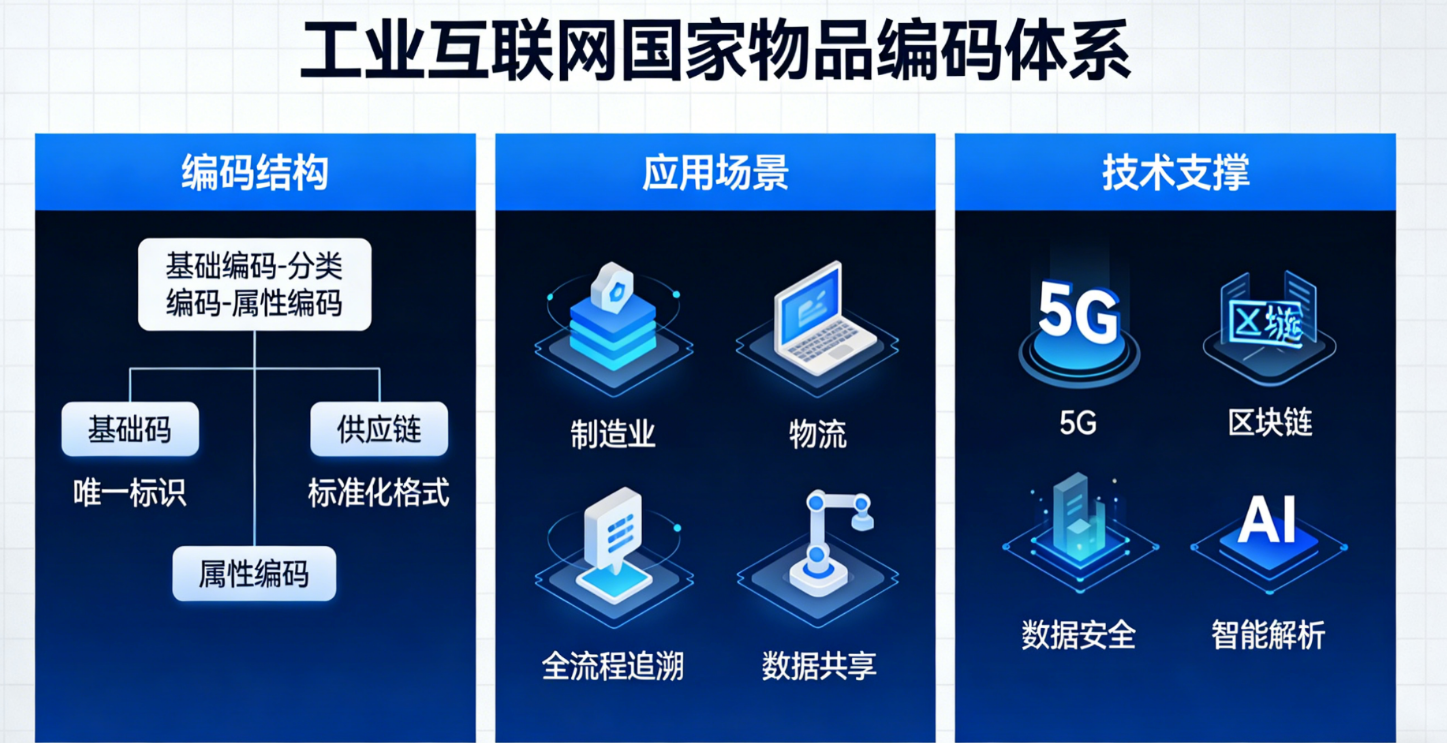 工业互联网国家物品编码体系
编码结构
基础编码-分类
编码-属性编码
基础码
供应链
唯一标识
标准化格式
属性编码
应用场景
制造业
物流
全流程追溯
数据共享
技术支撑
5G
5G
区块链
AI
数据安全
智能解析